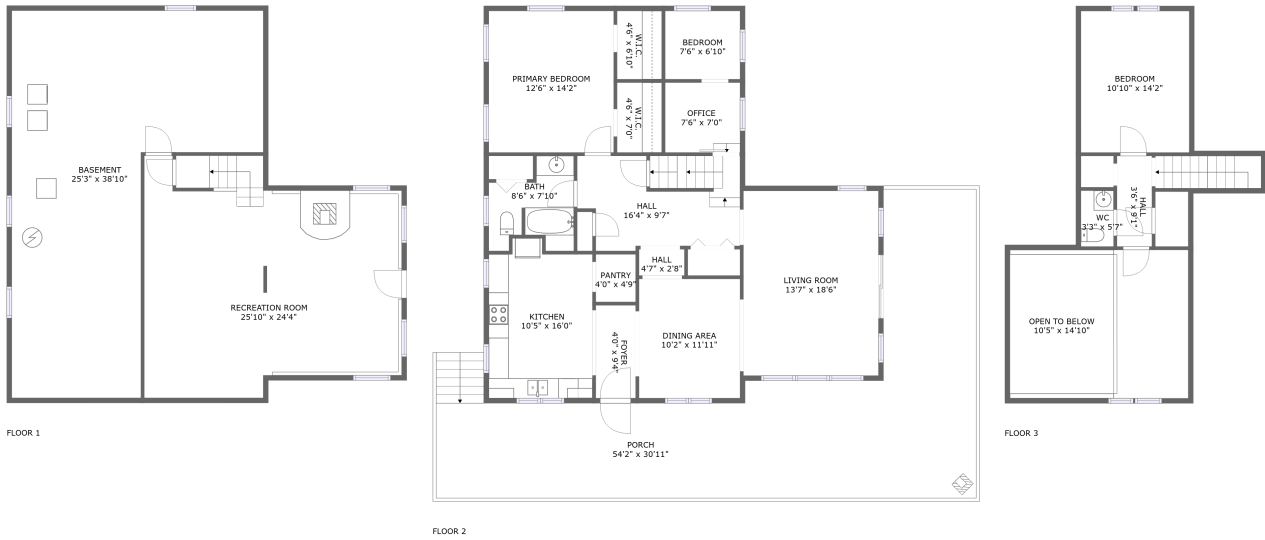 BASEMENT
25'3" x 38'10"
RECREATION ROOM
25'10" x 24'4"
FLOOR 1
PRIMARY BEDROOM
12'6" x 14'2"
W.I.C.
4'6" x 6'10"
BEDROOM
7'6" x 6'10"
W.I.C.
4'6" x 7'0"
OFFICE
7'6" x 7'0"
BATH
8'6" x 7'10"
HALL
16'4" x 9'7"
HALL
4'7" x 2'8"
PANTRY
4'0" x 4'9"
LIVING ROOM
13'7" x 18'6"
KITCHEN
10'5" x 16'0"
FOYER
4'0" x 9'4"
DINING AREA
10'2" x 11'11"
PORCH
54'2" x 30'11"
FLOOR 2
BEDROOM
10'10" x 14'2"
HALL
3'6" x 9'1"
WC
3'3" x 5'7"
OPEN TO BELOW
10'5" x 14'10"
FLOOR 3